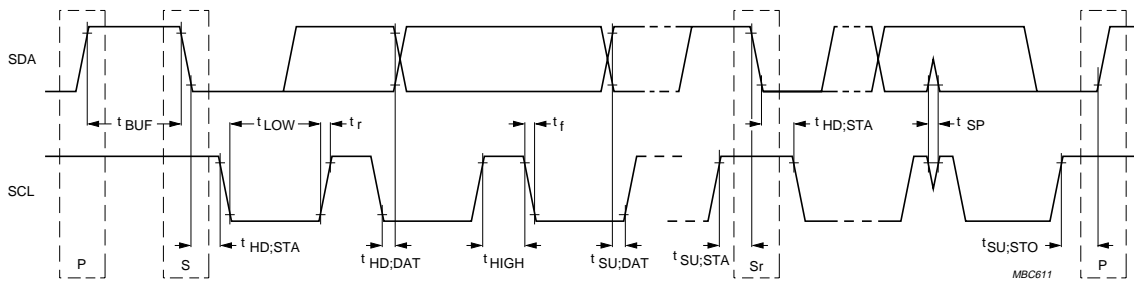 SDA
t BUF
t LOW
t r
t f
t HD;STA
t SP
SCL
t HD;STA
t HD;DAT
t HIGH
t SU;DAT
t SU;STA
t SU;STO
P
S
Sr
MBC611
P